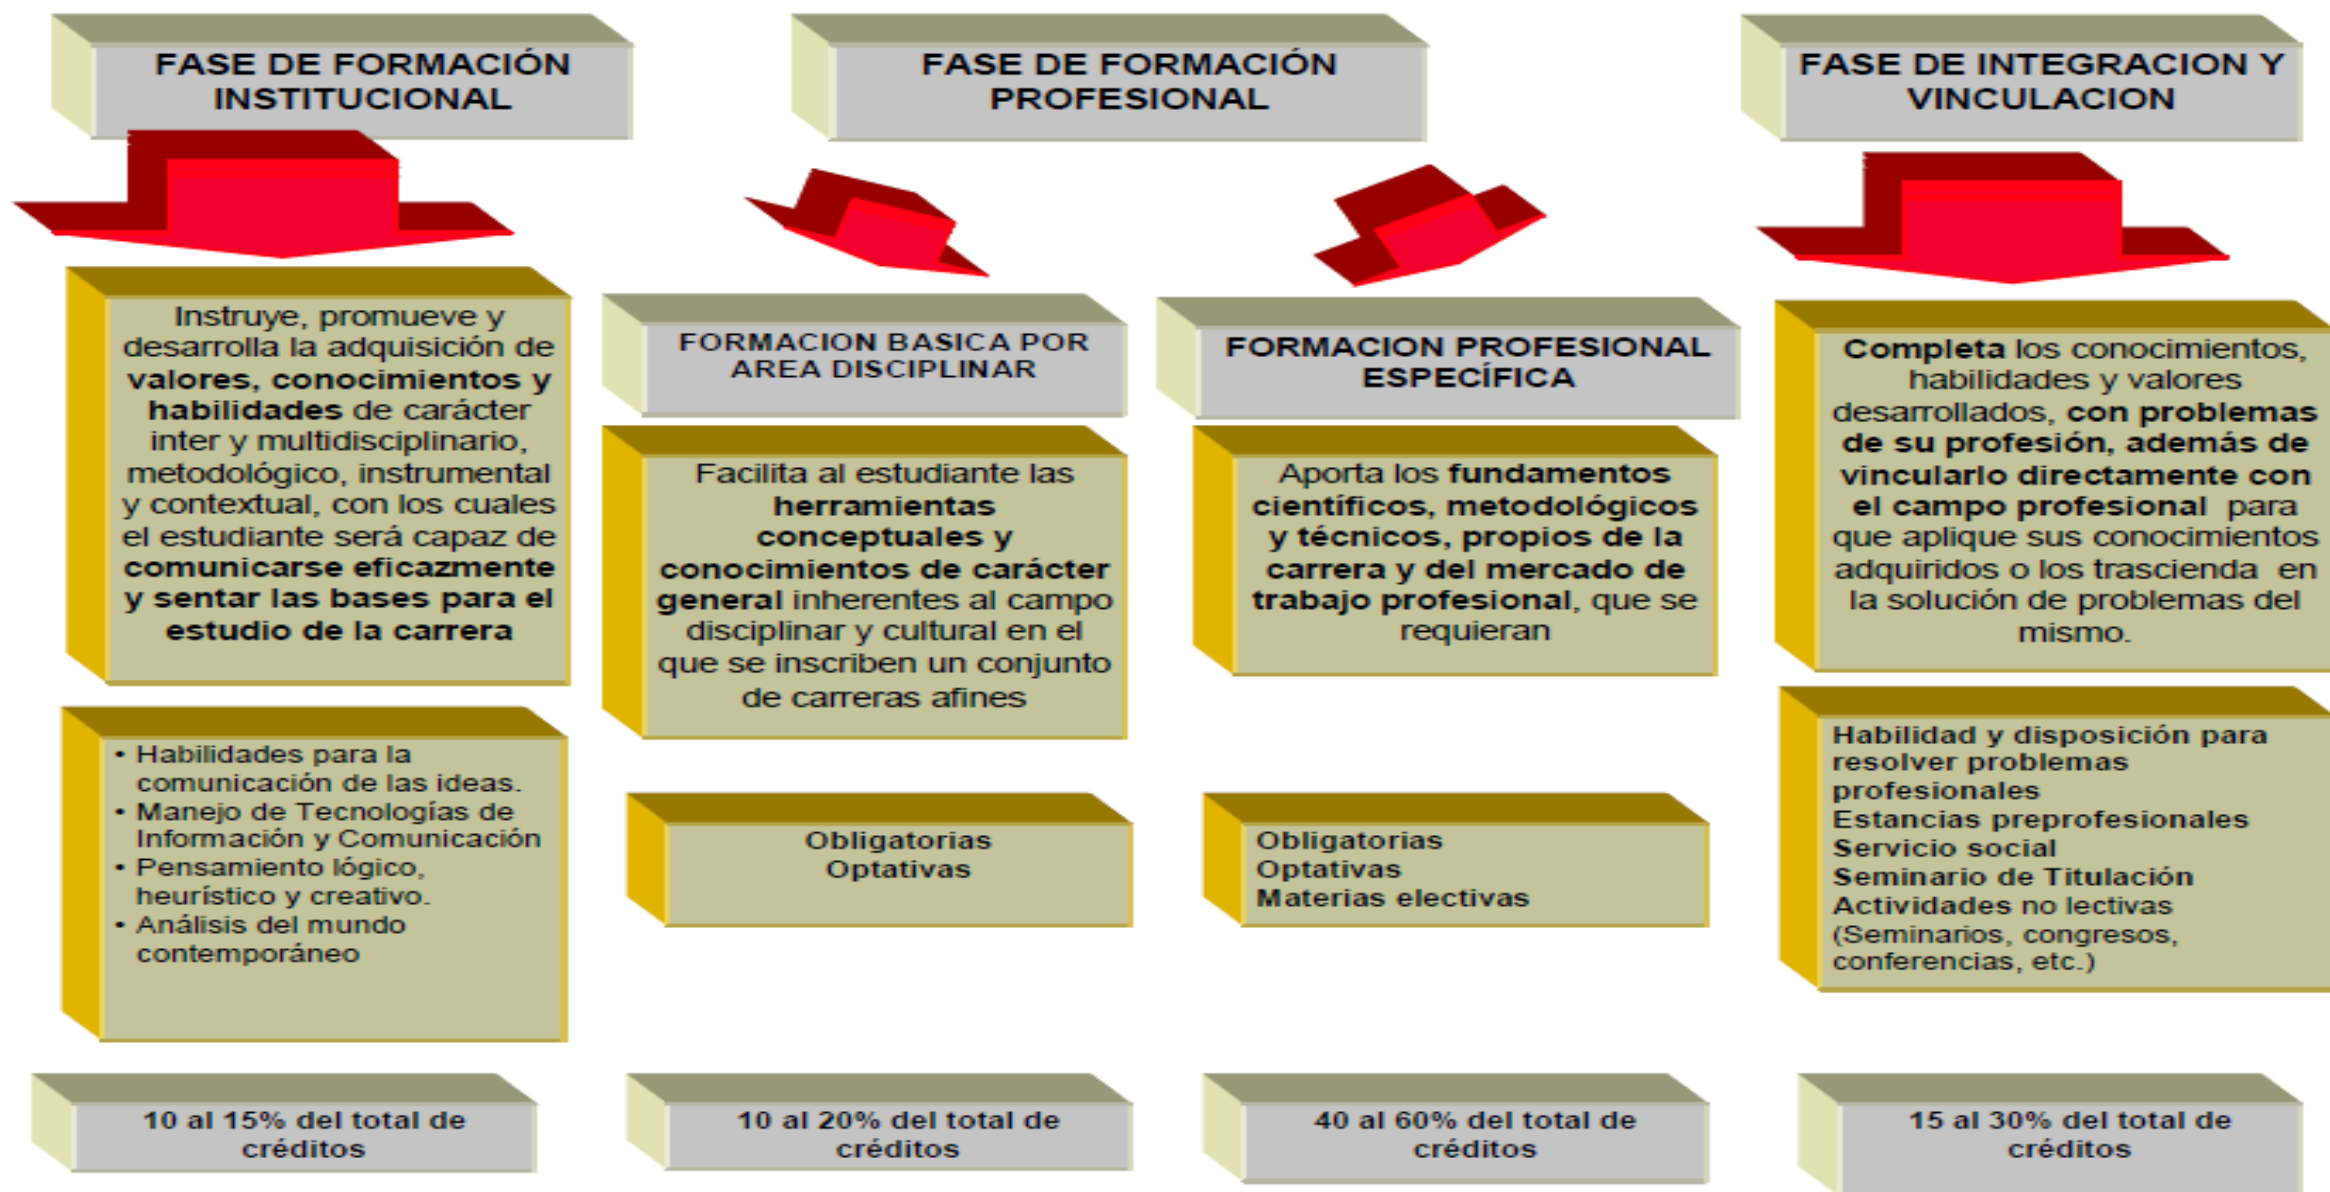 FASE DE FORMACIÓN
INSTITUCIONAL
FASE DE FORMACIÓN
PROFESIONAL
FASE DE INTEGRACION Y
VINCULACION
Instruye, promueve y
desarrolla la adquisición de
valores, conocimientos y
habilidades de carácter
inter y multidisciplinario,
metodológico, instrumental
y contextual, con los cuales
el estudiante será capaz de
comunicarse eficazmente
y sentar las bases para el
estudio de la carrera
FORMACION BASICA POR
AREA DISCIPLINAR
FORMACION PROFESIONAL
ESPECÍFICA
Completa los conocimientos,
habilidades y valores
desarrollados, con problemas
de su profesión, además de
vincularlo directamente con
el campo profesional para
que aplique sus conocimientos
adquiridos o los trascienda en
la solución de problemas del
mismo.
Facilita al estudiante las
herramientas
conceptuales y
conocimientos de carácter
general inherentes al campo
disciplinar y cultural en el
que se inscriben un conjunto
de carreras afines
Aporta los fundamentos
científicos, metodológicos
y técnicos, propios de la
carrera y del mercado de
trabajo profesional, que se
requieran
• Habilidades para la
comunicación de las ideas.
• Manejo de Tecnologías de
Información y Comunicación
• Pensamiento lógico,
heurístico y creativo.
• Análisis del mundo
contemporáneo
Obligatorias
Optativas
Obligatorias
Optativas
Materias electivas
Habilidad y disposición para
resolver problemas
profesionales
Estancias preprofesionales
Servicio social
Seminario de Titulación
Actividades no lectivas
(Seminarios, congresos,
conferencias, etc.)
10 al 15% del total de
créditos
10 al 20% del total de
créditos
40 al 60% del total de
créditos
15 al 30% del total de
créditos